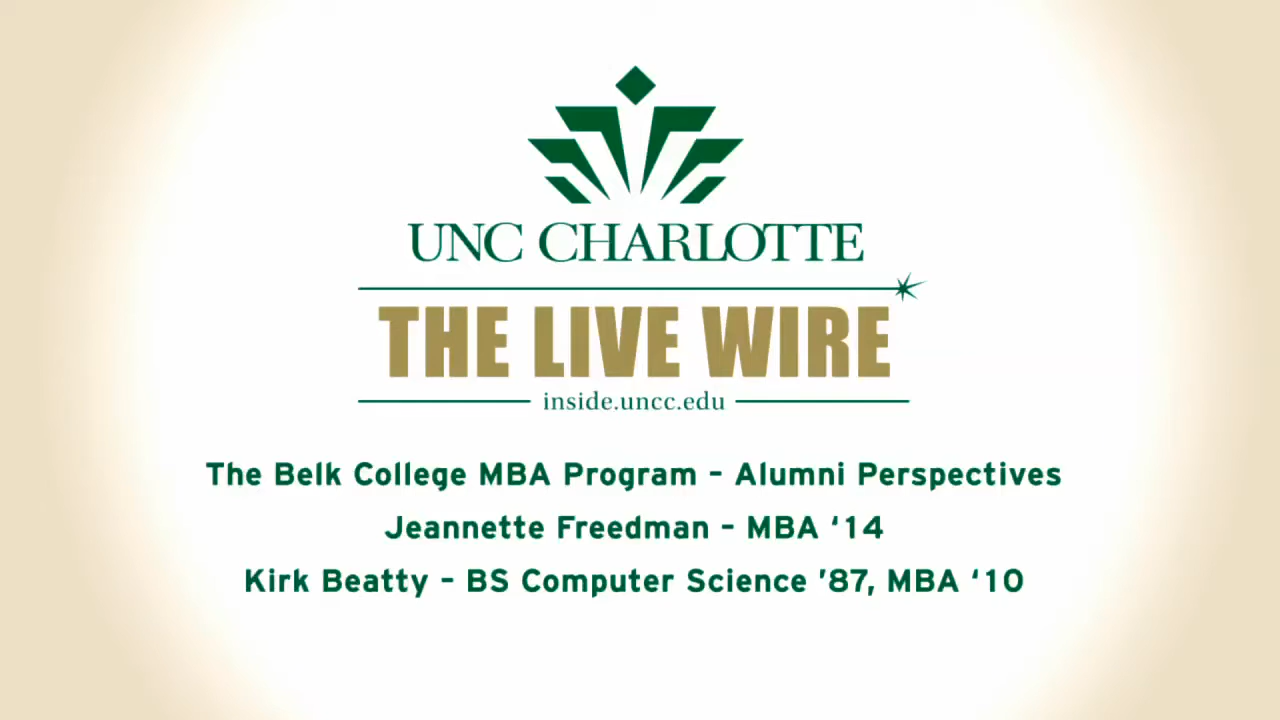 UNC CHARLOTTE
THE LIVE WIRE
inside.uncc.edu
The Belk College MBA Program – Alumni Perspectives
Jeannette Freedman – MBA ‘14
Kirk Beatty – BS Computer Science ’87, MBA ‘10